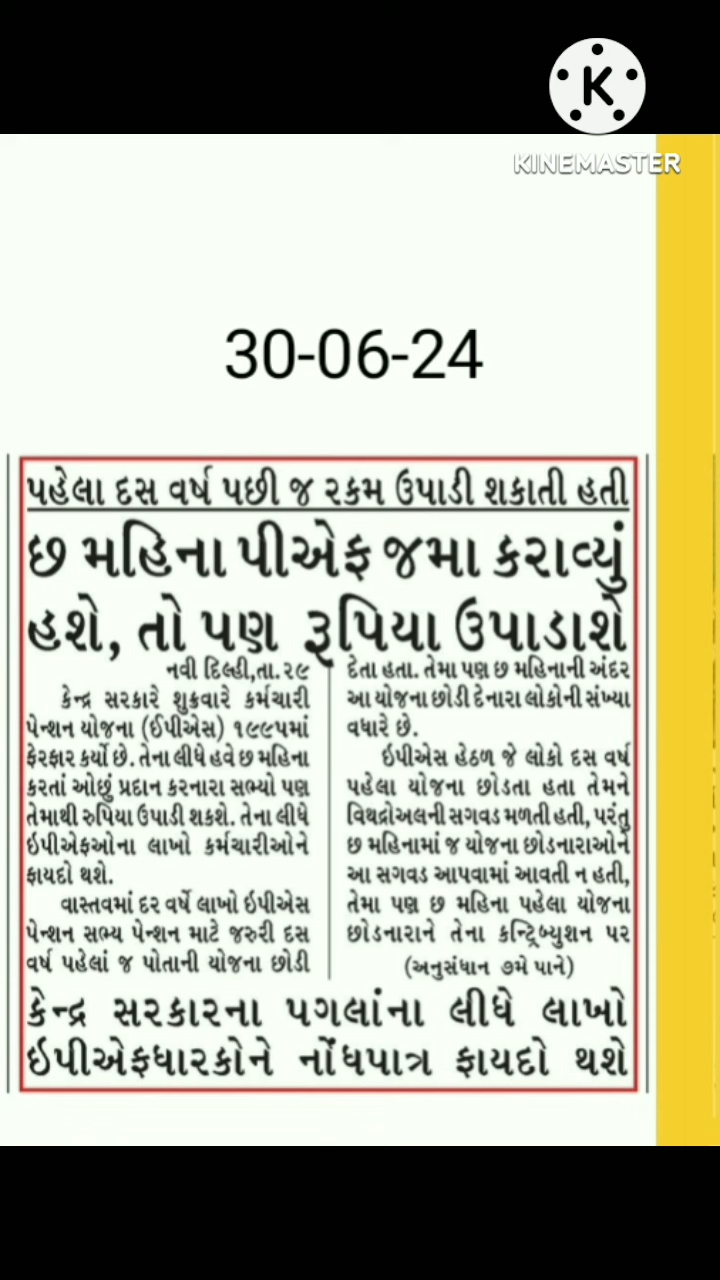 K
KINEMASTER
30-06-24
પહેલા દસ વર્ષ પછી જ રકમ ઉપાડી શકાતી હતી
છ મહિના પીએફ જમા કરાવ્યું
હશે, તો પણ રૂપિયા ઉપાડાશે
નવી દિલ્હી,તા.૨૯
કેન્દ્ર સરકારે શુક્રવારે કર્મચારી
પેન્શન યોજના (ઈપીએસ) ૧૯૯૫માં
ફેરફાર કર્યો છે. તેના લીધે હવે છ મહિના
કરતાં ઓછું પ્રદાન કરનારા સભ્યો પણ
તેમાથી રુપિયા ઉપાડી શકશે. તેના લીધે
ઇપીએફઓના લાખો કર્મચારીઓને
ફાયદો થશે.
વાસ્તવમાં દર વર્ષે લાખો ઇપીએસ
પેન્શન સભ્ય પેન્શન માટે જરુરી દસ
વર્ષ પહેલાં જ પોતાની યોજના છોડી
દેતા હતા. તેમા પણ છ મહિનાની અંદર
આ યોજના છોડી દેનારા લોકોની સંખ્યા
વધારે છે.
ઇપીએસ હેઠળ જે લોકો દસ વર્ષ
પહેલા યોજના છોડતા હતા તેમને
વિથદ્રોઅલની સગવડ મળતી હતી, પરંતુ
છ મહિનામાં જ યોજના છોડનારાઓને
આ સગવડ આપવામાં આવતી ન હતી,
તેમા પણ છ મહિના પહેલા યોજના
છોડનારાને તેના કન્ટ્રિબ્યુશન પર
(અનુસંધાન ૭મે પાને)
કેન્દ્ર સરકારના પગલાંના લીધે લાખો
ઇપીએફધારકોને નોંધપાત્ર ફાયદો થશે